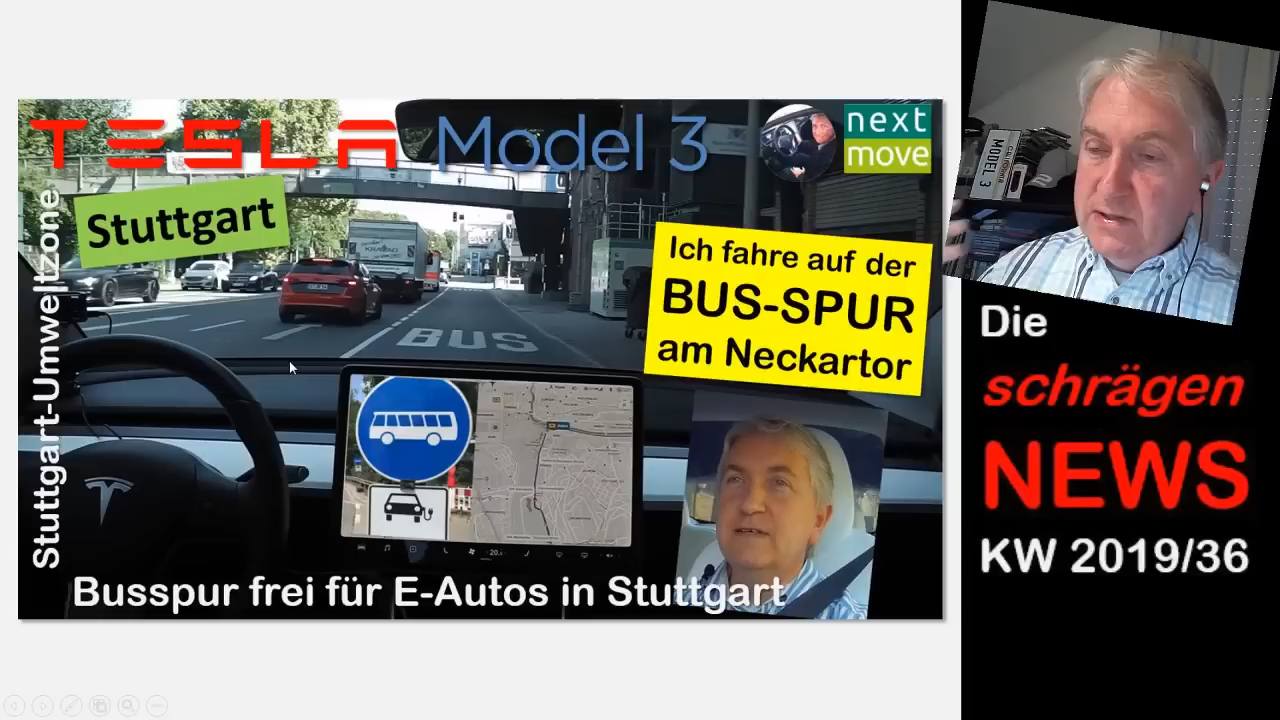 TESLA Model 3
next
move
Stuttgart
Stuttgart-Umweltzone
Ich fahre auf der
BUS-SPUR
am Neckartor
BUS
Busspur frei für E-Autos in Stuttgart
MODEL 3
Die
schrägen
NEWS
KW 2019/36